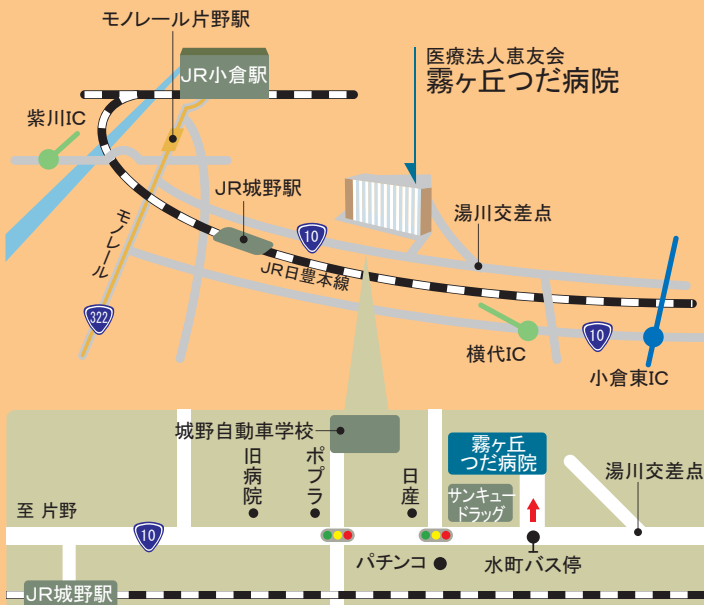 モノレール片野駅
JR小倉駅
医療法人恵友会
霧ヶ丘つだ病院
紫川IC
JR城野駅
湯川交差点
10
モノレール
JR日豊本線
322
横代IC
10
小倉東IC
城野自動車学校
旧病院
ポプラ
日産
霧ヶ丘
つだ病院
サンキュー
ドラッグ
湯川交差点
至 片野
10
パチンコ
水町バス停
JR城野駅